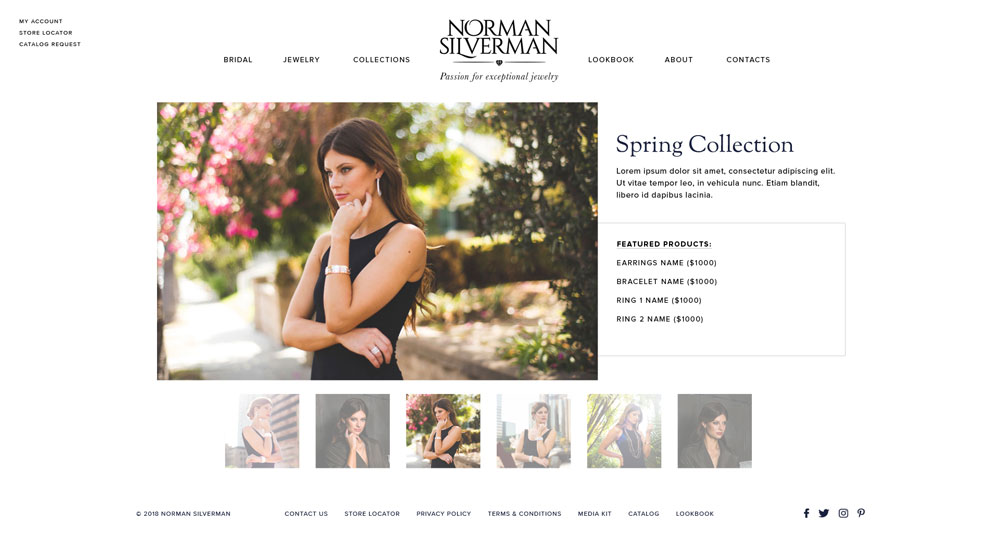 MY ACCOUNT
STORE LOCATOR
CATALOG REQUEST
NORMAN
SILVERMAN
Passion for exceptional jewelry
BRIDAL JEWELRY COLLECTIONS LOOKBOOK ABOUT CONTACTS
Spring Collection
Lorem ipsum dolor sit amet, consectetur adipiscing elit.
Ut vitae tempor leo, in vehicula nunc. Etiam blandit,
libero id dapibus lacinia.
FEATURED PRODUCTS:
EARRINGS NAME ($1000)
BRACELET NAME ($1000)
RING 1 NAME ($1000)
RING 2 NAME ($1000)
© 2018 NORMAN SILVERMAN CONTACT US STORE LOCATOR PRIVACY POLICY TERMS & CONDITIONS MEDIA KIT CATALOG LOOKBOOK